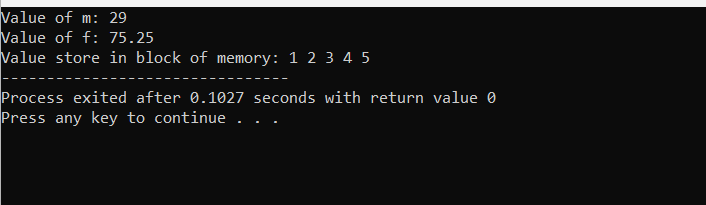 Value of m: 29
Value of f: 75.25
Value store in block of memory: 1 2 3 4 5
--------------------------------
Process exited after 0.1027 seconds with return value 0
Press any key to continue . . .